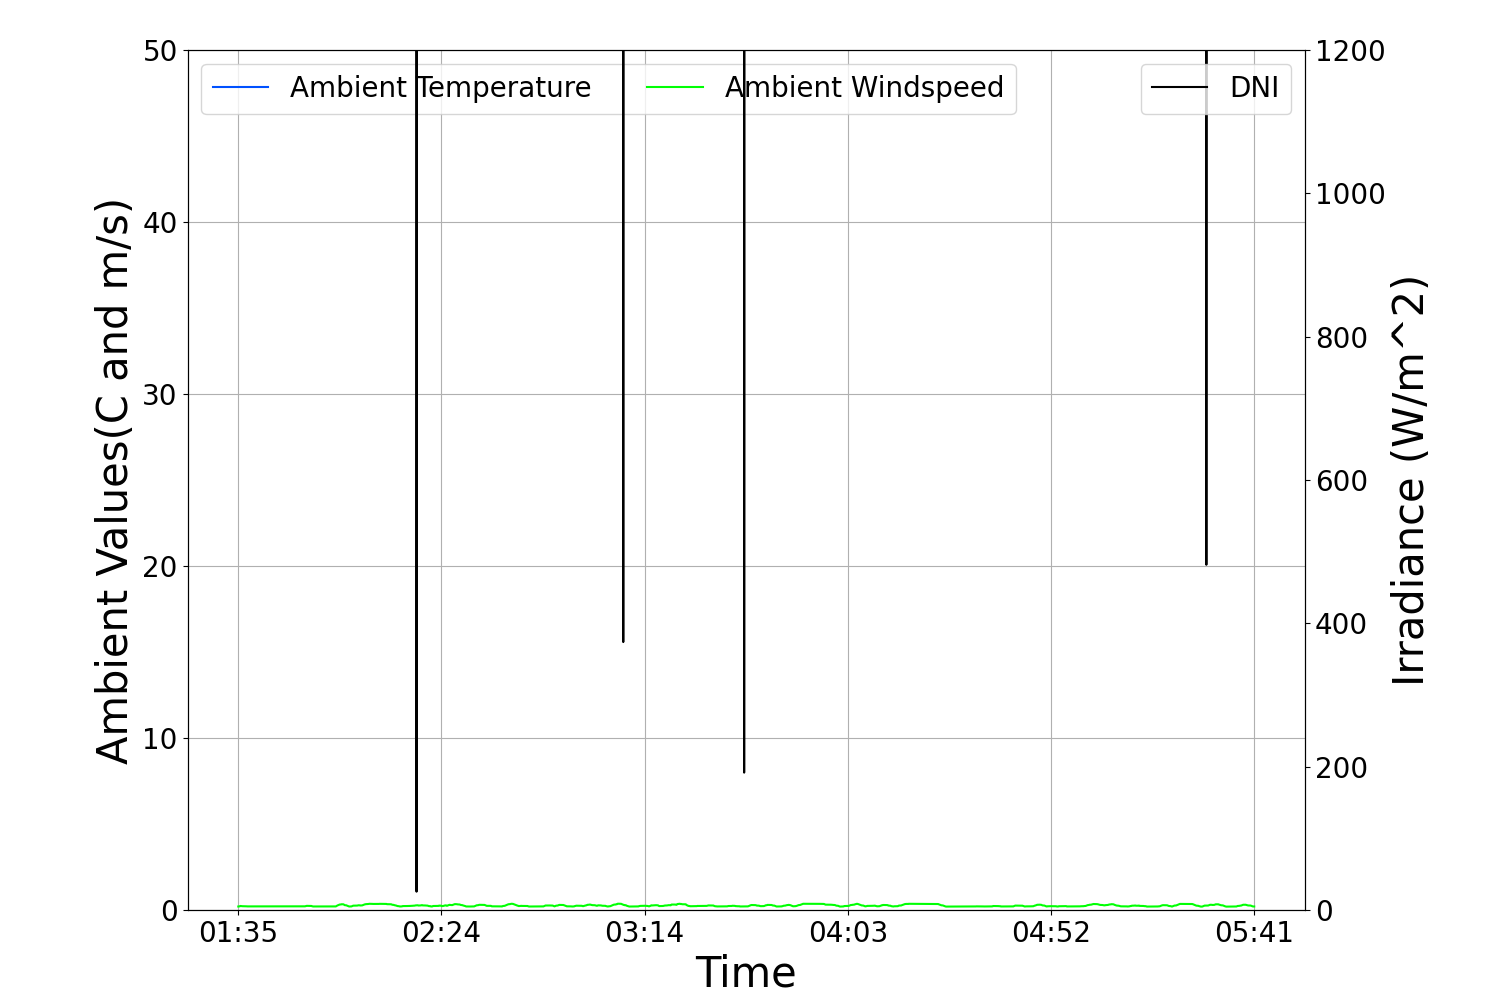 Ambient Temperature Ambient Windspeed DNI
50
40
30
20
10
0
Ambient Values(C and m/s)
1200
1000
800
600
400
200
0
Irradiance (W/m^2)
01:35 02:24 03:14 04:03 04:52 05:41
Time